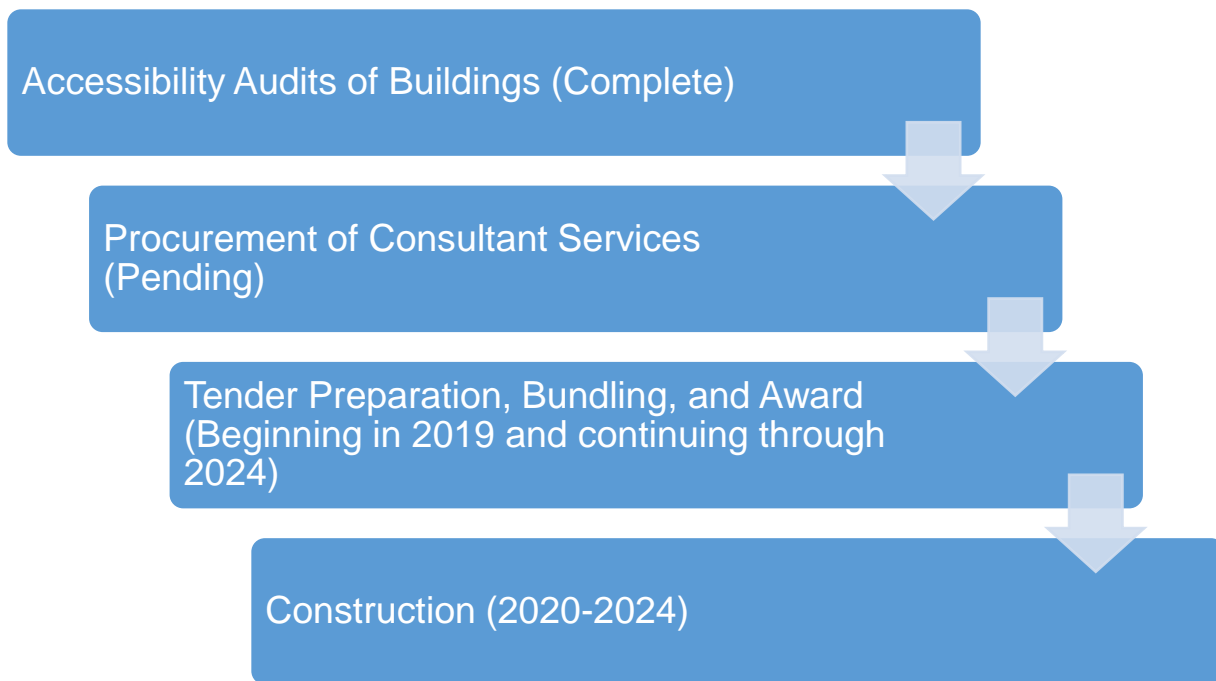 Accessibility Audits of Buildings (Complete)
Procurement of Consultant Services
(Pending)
Tender Preparation, Bundling, and Award
(Beginning in 2019 and continuing through
2024)
Construction (2020-2024)